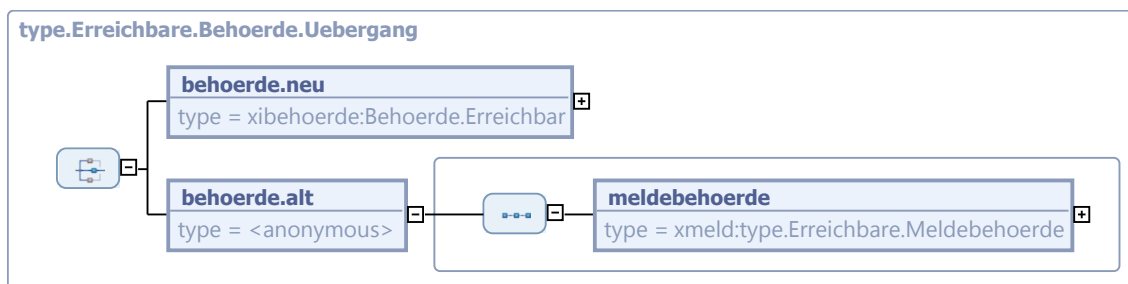 type.Erreichbare.Behoerde.Uebergang
behoerde.neu
type = xibehoerde:Behoerde.Erreichbar
behoerde.alt
type = <anonymous>
meldebehoerde
type = xmeld:type.Erreichbare.Meldebehoerde